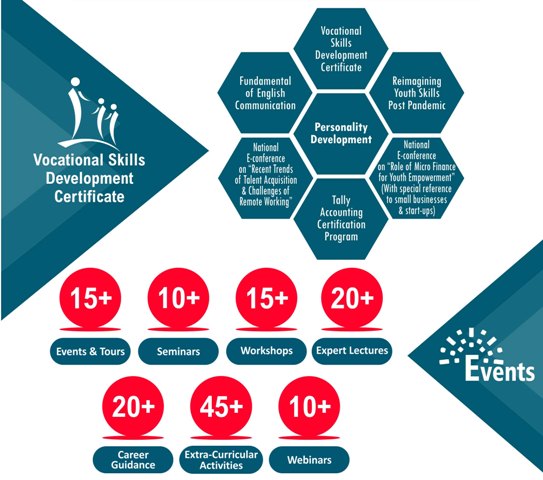 Vocational Skills
Development
Certificate
Vocational
Skills
Development
Certificate
Fundamental
of English
Communication
Reimagining
Youth Skills
Post Pandemic
Personality
Development
National
E-conference
on "Recent Trends
of Talent Acquisition
& Challenges of
Remote Working"
National
E-conference
on "Role of Micro Finance
for Youth Empowerment"
(With special reference
to small businesses
& start-ups)
Tally
Accounting
Certification
Program
15+
Events & Tours
10+
Seminars
15+
Workshops
20+
Expert Lectures
Events
20+
Career
Guidance
45+
Extra-Curricular
Activities
10+
Webinars